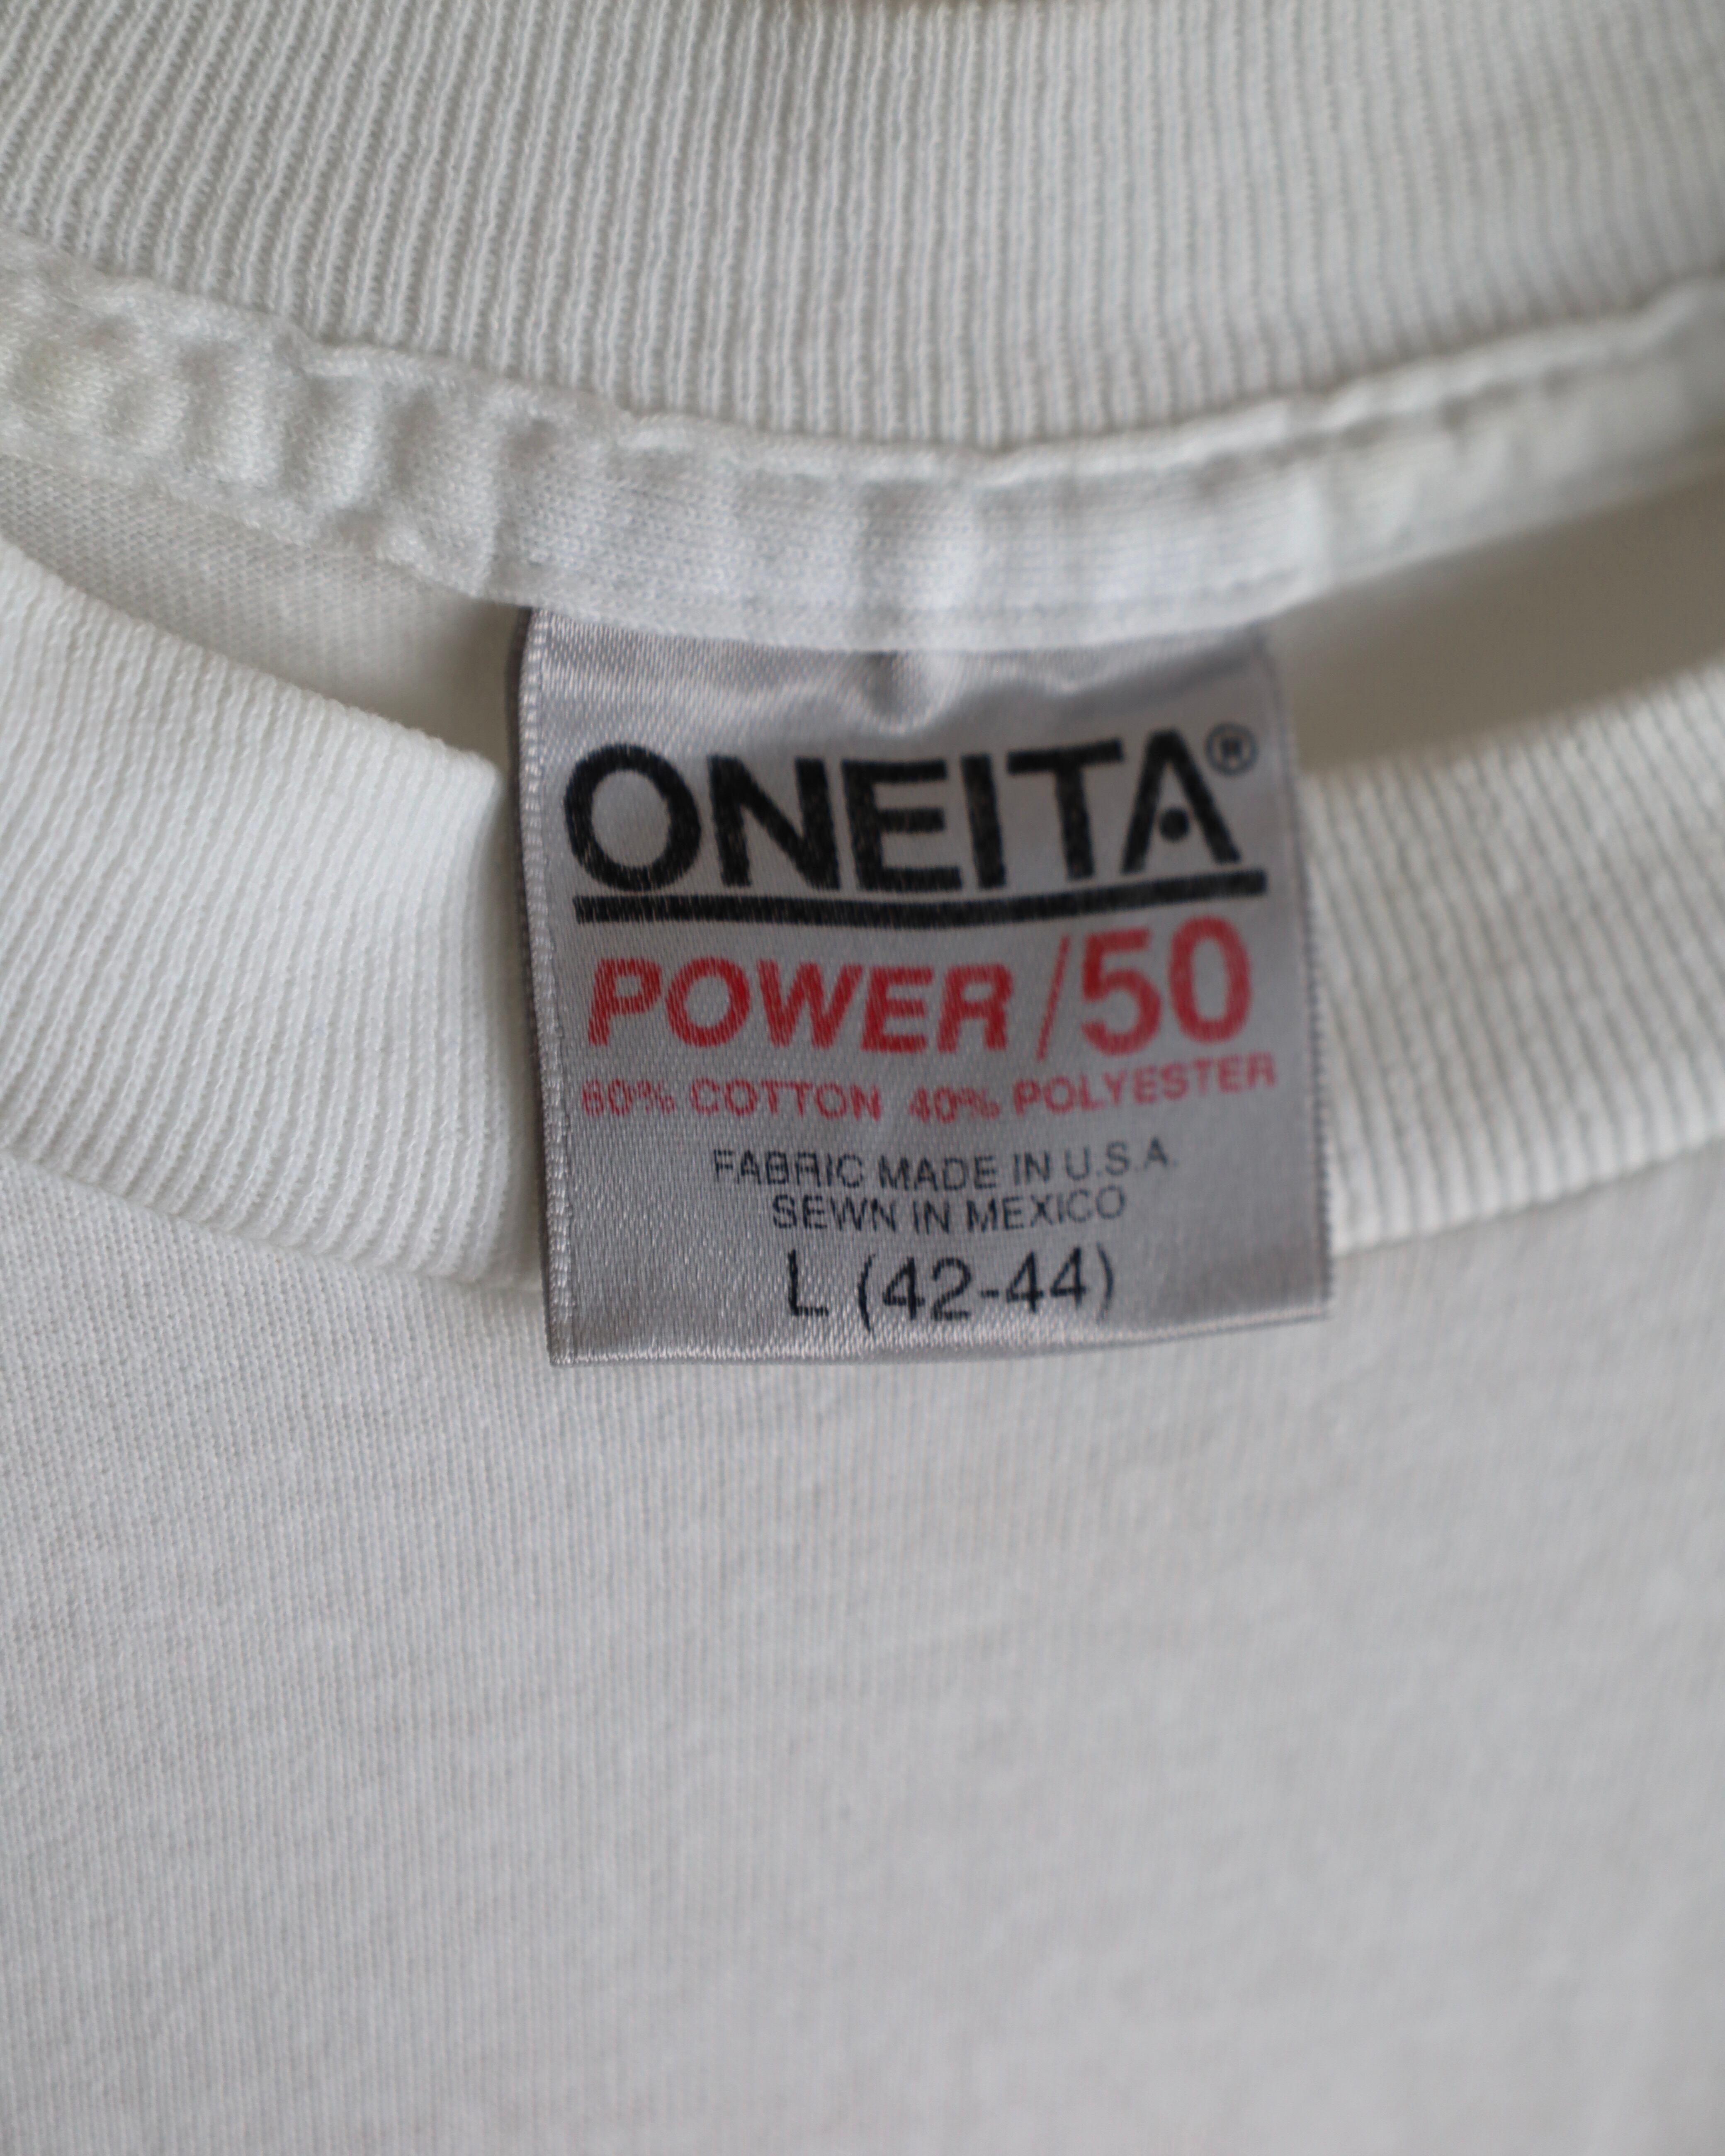 ONEITA®
POWER/50
60% COTTON 40% POLYESTER
FABRIC MADE IN U.S.A.
SEWN IN MEXICO
L (42-44)